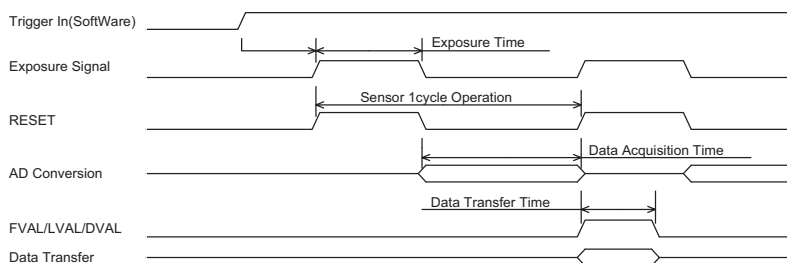 Trigger In(SoftWare)
Exposure Time
Exposure Signal
Sensor 1cycle Operation
RESET
Data Acquisition Time
AD Conversion
Data Transfer Time
FVAL/LVAL/DVAL
Data Transfer